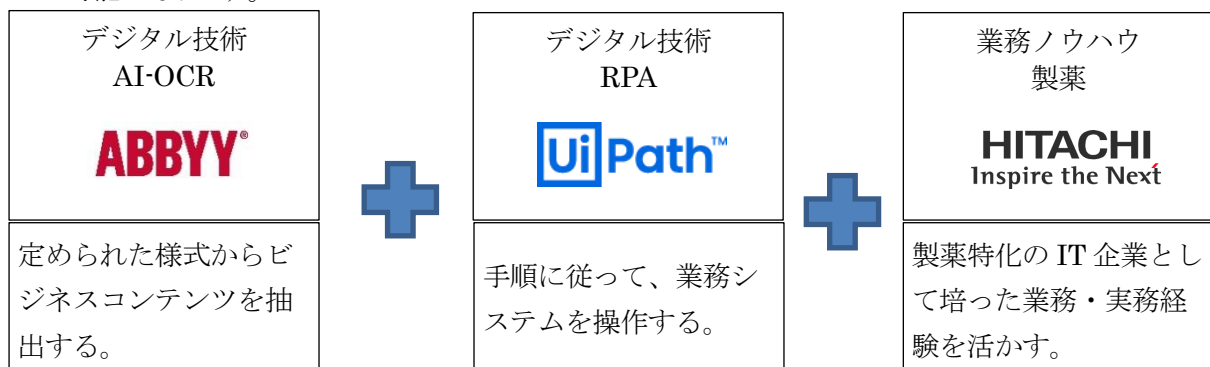 デジタル技術
AI-OCR
ABBYY®
定められた様式からビ
ジネスコンテンツを抽
出する。
デジタル技術
RPA
UiPath™
手順に従って、業務シ
ステムを操作する。
業務ノウハウ
製薬
HITACHI
Inspire the Next
製薬特化の IT 企業とし
て培った業務・実務経
験を活かす。